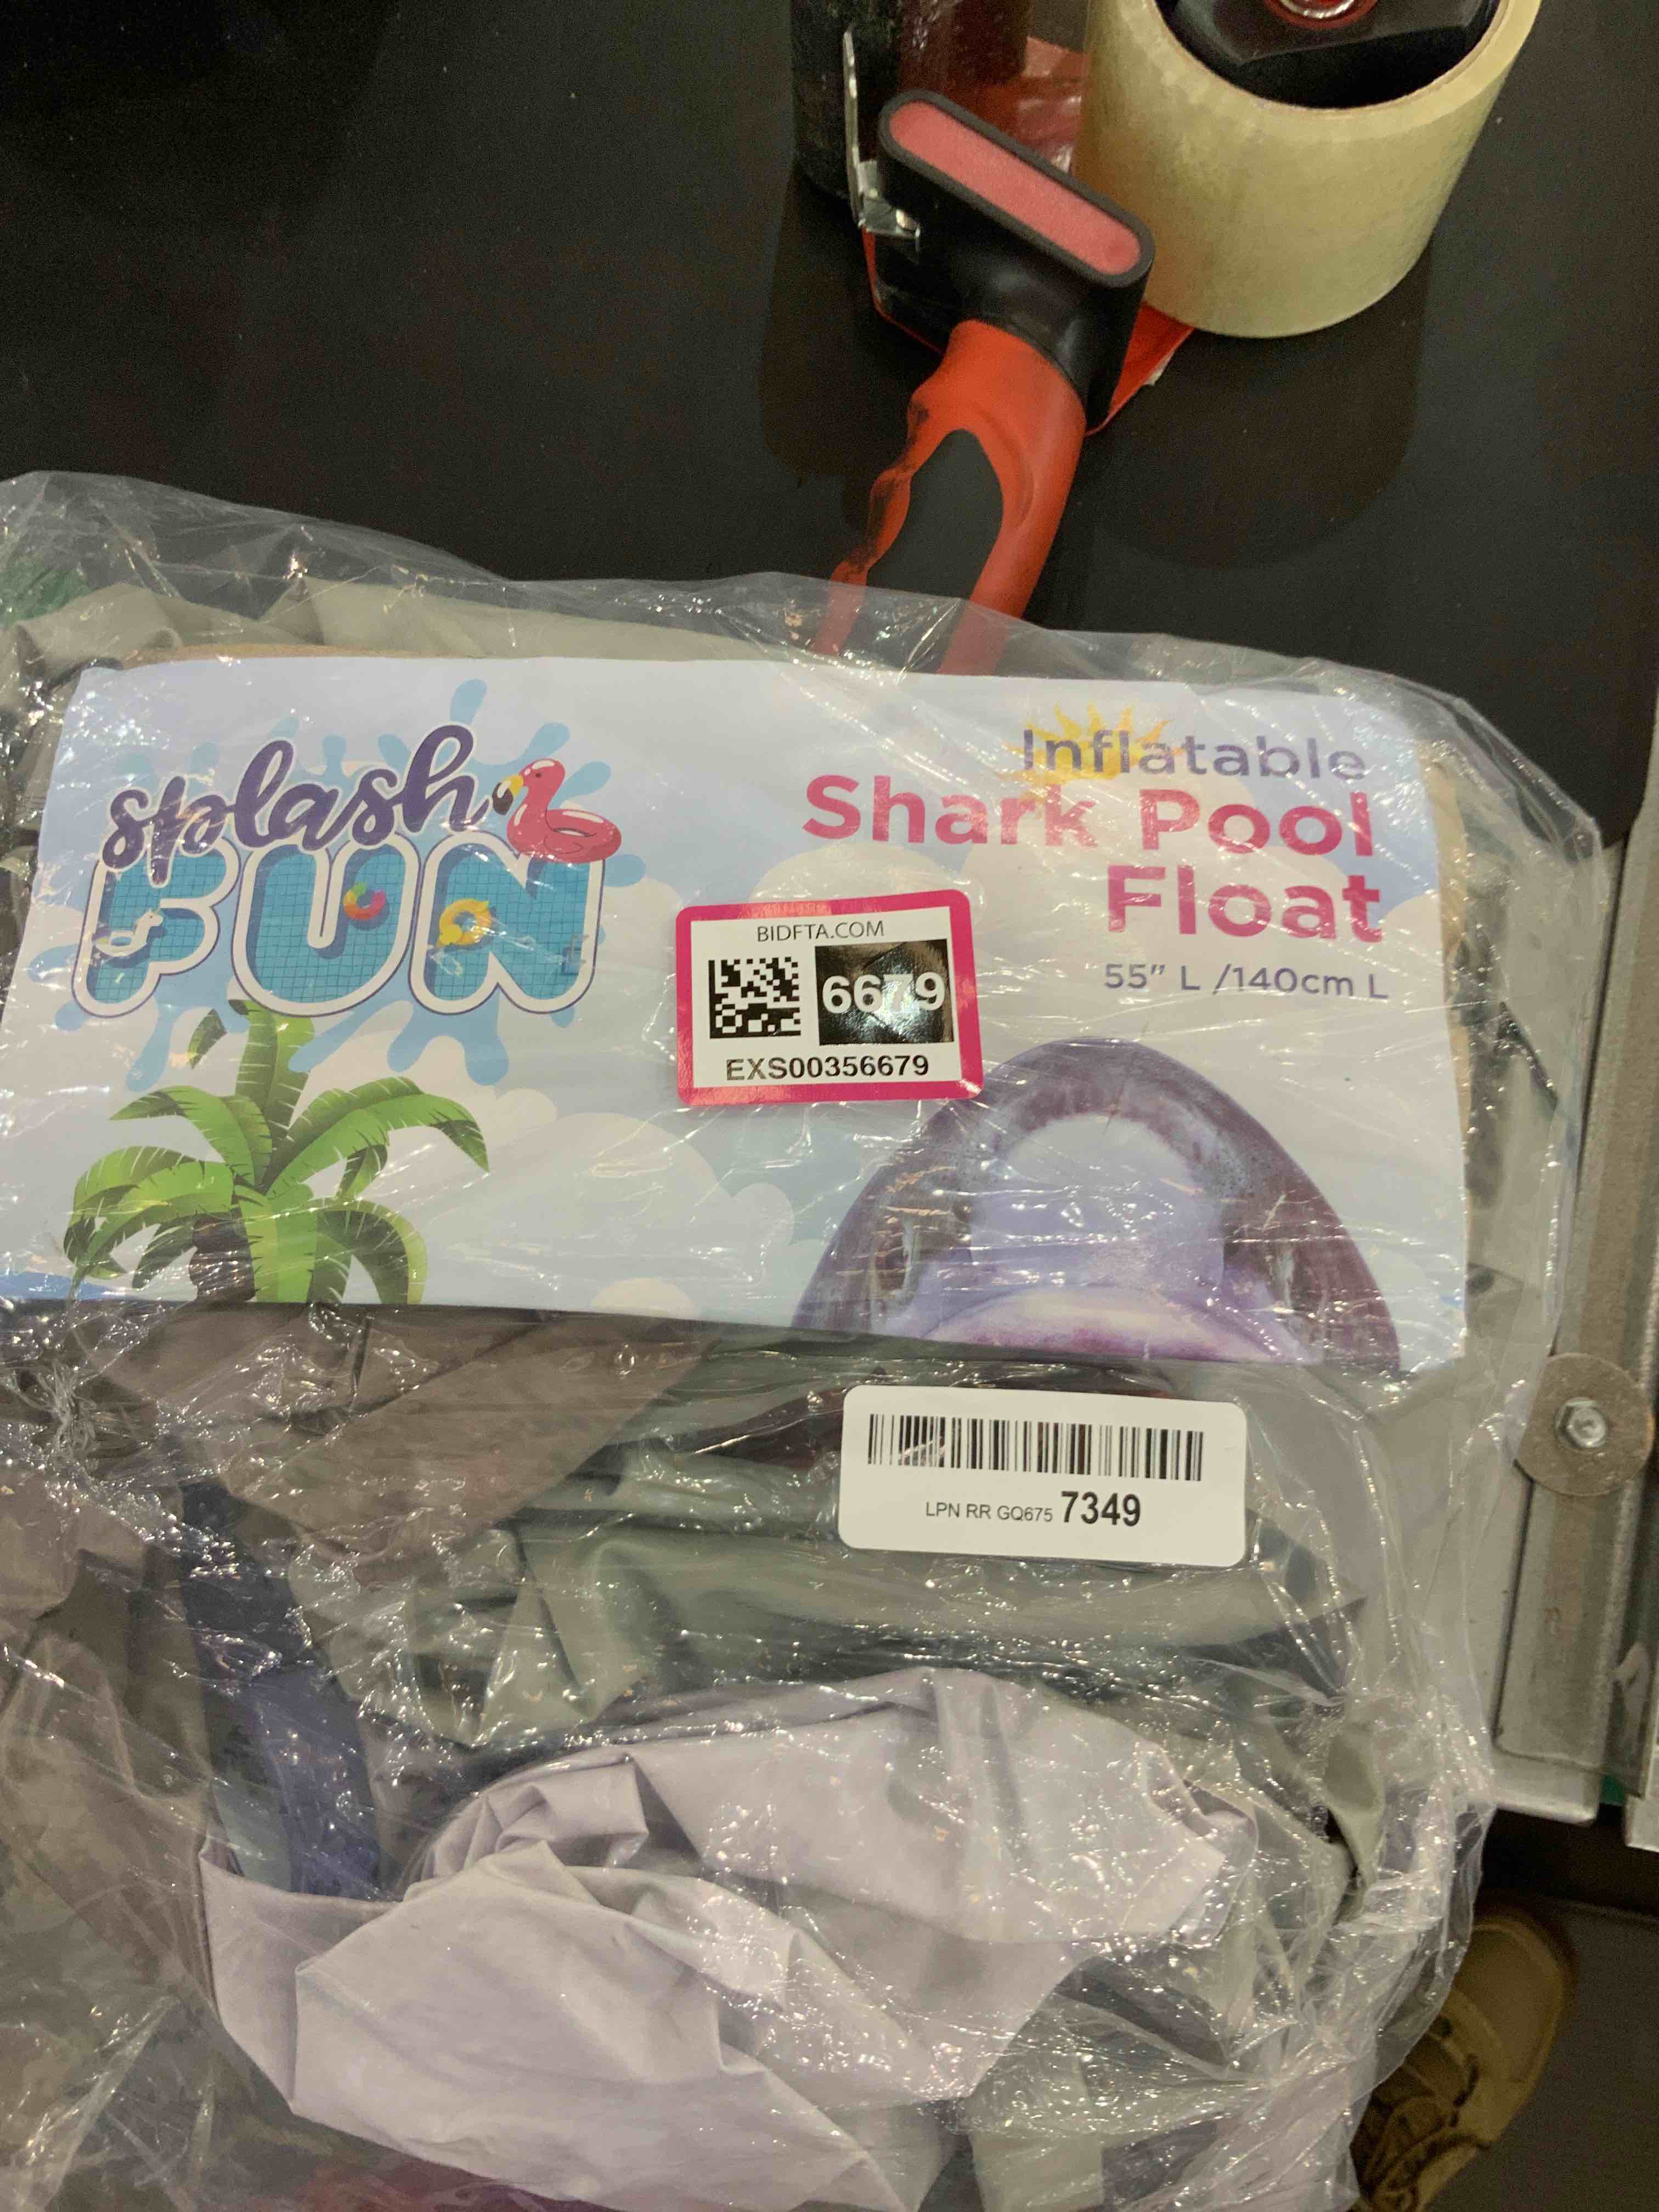 splash
FUN
Inflatable
Shark Pool
Float
55" L /140cm L
BIDFTA.COM
6679
EXS00356679
LPN RR GQ675 7349